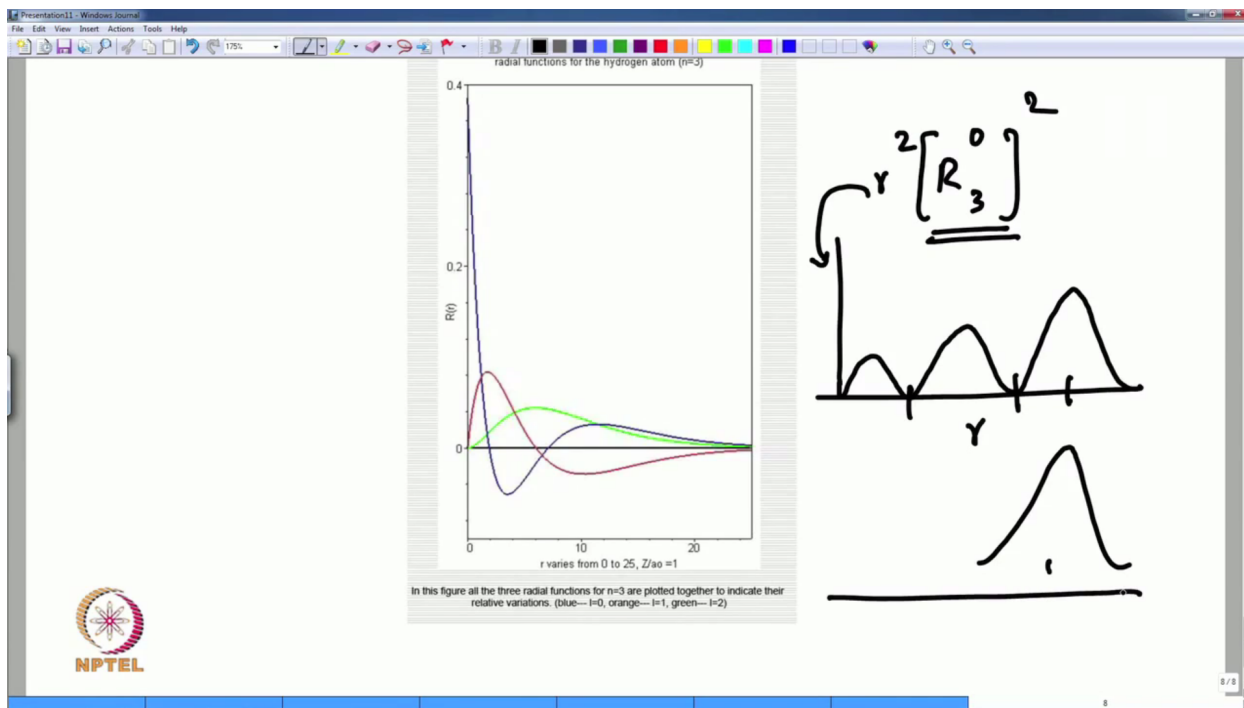 Presentation11 - Windows Journal
File Edit View Insert Actions Tools Help
175%
B I
radial functions for the hydrogen atom (n=3)
0.4
0.2
R(r)
0
0 10 20
r varies from 0 to 25, Z/ao =1
In this figure all the three radial functions for n=3 are plotted together to indicate their
relative variations. (blue--- l=0, orange--- l=1, green--- l=2)
r² [R₃⁰]²
r
NPTEL
8 / 8
8